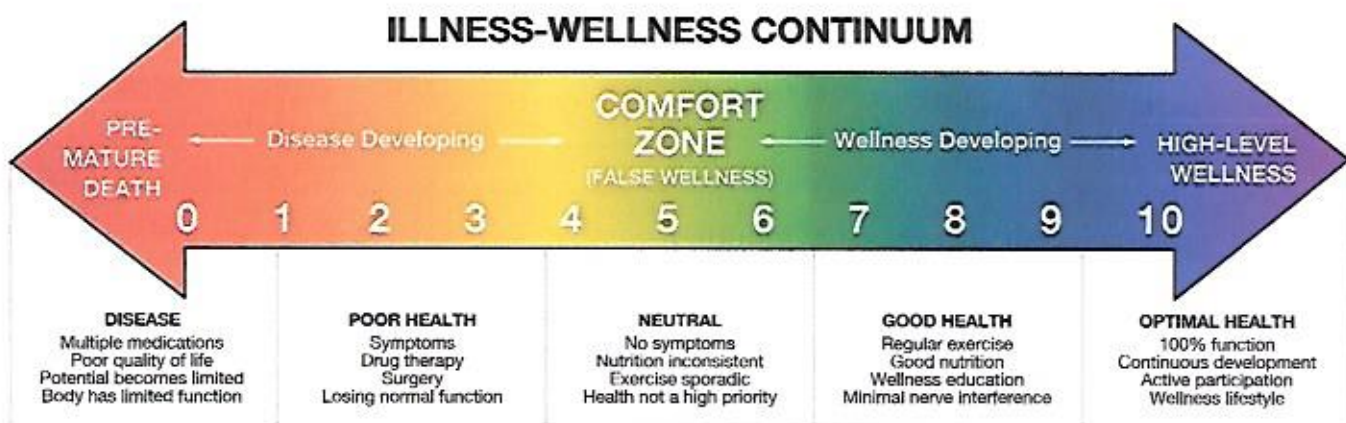 ILLNESS-WELLNESS CONTINUUM
PRE-
MATURE
DEATH
Disease Developing
COMFORT
ZONE
(FALSE WELLNESS)
Wellness Developing
HIGH-LEVEL
WELLNESS
0 1 2 3 4 5 6 7 8 9 10
DISEASE
Multiple medications
Poor quality of life
Potential becomes limited
Body has limited function
POOR HEALTH
Symptoms
Drug therapy
Surgery
Losing normal function
NEUTRAL
No symptoms
Nutrition inconsistent
Exercise sporadic
Health not a high priority
GOOD HEALTH
Regular exercise
Good nutrition
Wellness education
Minimal nerve interference
OPTIMAL HEALTH
100% function
Continuous development
Active participation
Wellness lifestyle